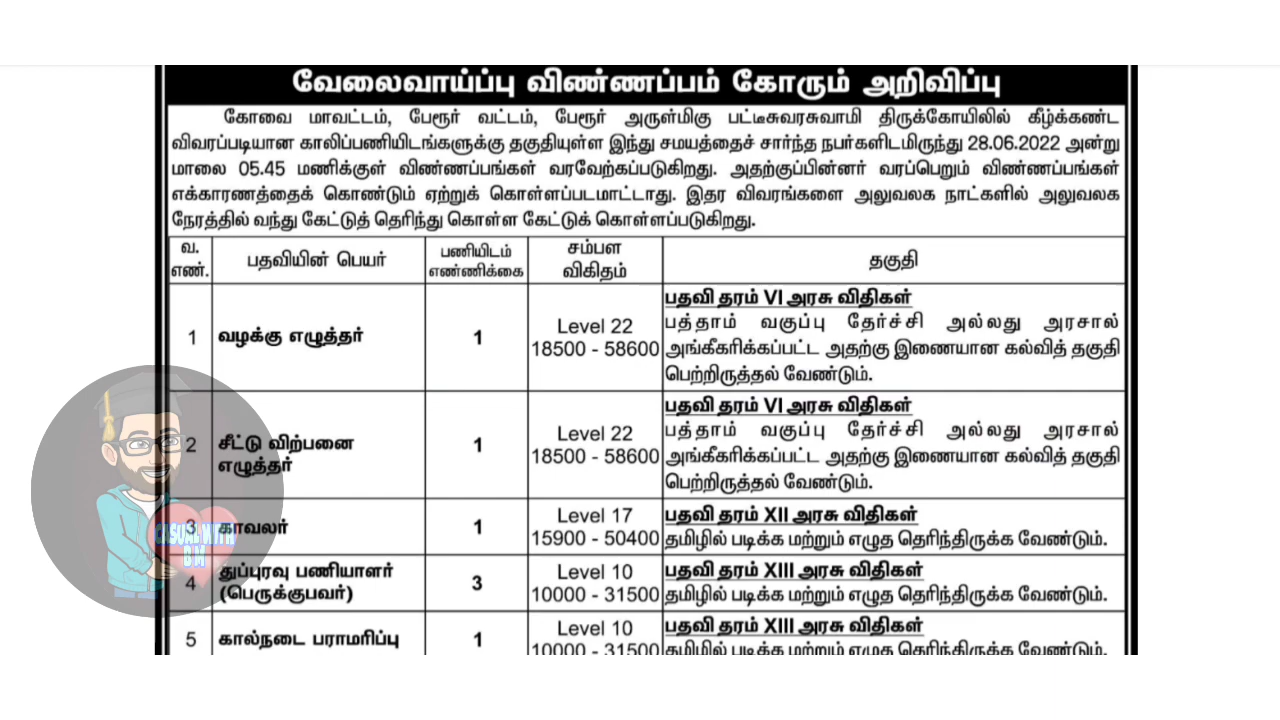 வேலைவாய்ப்பு விண்ணப்பம் கோரும் அறிவிப்பு
கோவை மாவட்டம், பேரூர் வட்டம், பேரூர் அருள்மிகு பட்டீசுவரசுவாமி திருக்கோயிலில் கீழ்க்கண்ட
விவரப்படியான காலிப்பணியிடங்களுக்கு தகுதியுள்ள இந்து சமயத்தைச் சார்ந்த நபர்களிடமிருந்து 28.06.2022 அன்று
மாலை 05.45 மணிக்குள் விண்ணப்பங்கள் வரவேற்கப்படுகிறது. அதற்குப்பின்னர் வரப்பெறும் விண்ணப்பங்கள்
எக்காரணத்தைக் கொண்டும் ஏற்றுக் கொள்ளப்படமாட்டாது. இதர விவரங்களை அலுவலக நாட்களில் அலுவலக
நேரத்தில் வந்து கேட்டுத் தெரிந்து கொள்ள கேட்டுக் கொள்ளப்படுகிறது.
வ. எண். பதவியின் பெயர் பணியிடம் எண்ணிக்கை சம்பள விகிதம் தகுதி
1 வழக்கு எழுத்தர் 1 Level 22 18500 - 58600
பதவி தரம் VI அரசு விதிகள்
பத்தாம் வகுப்பு தேர்ச்சி அல்லது அரசால்
அங்கீகரிக்கப்பட்ட அதற்கு இணையான கல்வித் தகுதி
பெற்றிருத்தல் வேண்டும்.
2 சீட்டு விற்பனை எழுத்தர் 1 Level 22 18500 - 58600
பதவி தரம் VI அரசு விதிகள்
பத்தாம் வகுப்பு தேர்ச்சி அல்லது அரசால்
அங்கீகரிக்கப்பட்ட அதற்கு இணையான கல்வித் தகுதி
பெற்றிருத்தல் வேண்டும்.
3 காவலர் 1 Level 17 15900 - 50400
பதவி தரம் XII அரசு விதிகள்
தமிழில் படிக்க மற்றும் எழுத தெரிந்திருக்க வேண்டும்.
4 துப்புரவு பணியாளர் (பெருக்குபவர்) 3 Level 10 10000 - 31500
பதவி தரம் XIII அரசு விதிகள்
தமிழில் படிக்க மற்றும் எழுத தெரிந்திருக்க வேண்டும்.
5 கால்நடை பராமரிப்பு 1 Level 10 10000 - 31500
பதவி தரம் XIII அரசு விதிகள்
தமிழில் படிக்க மற்றும் எழுத தெரிந்திருக்க வேண்டும்.
CASUAL WITH
B M